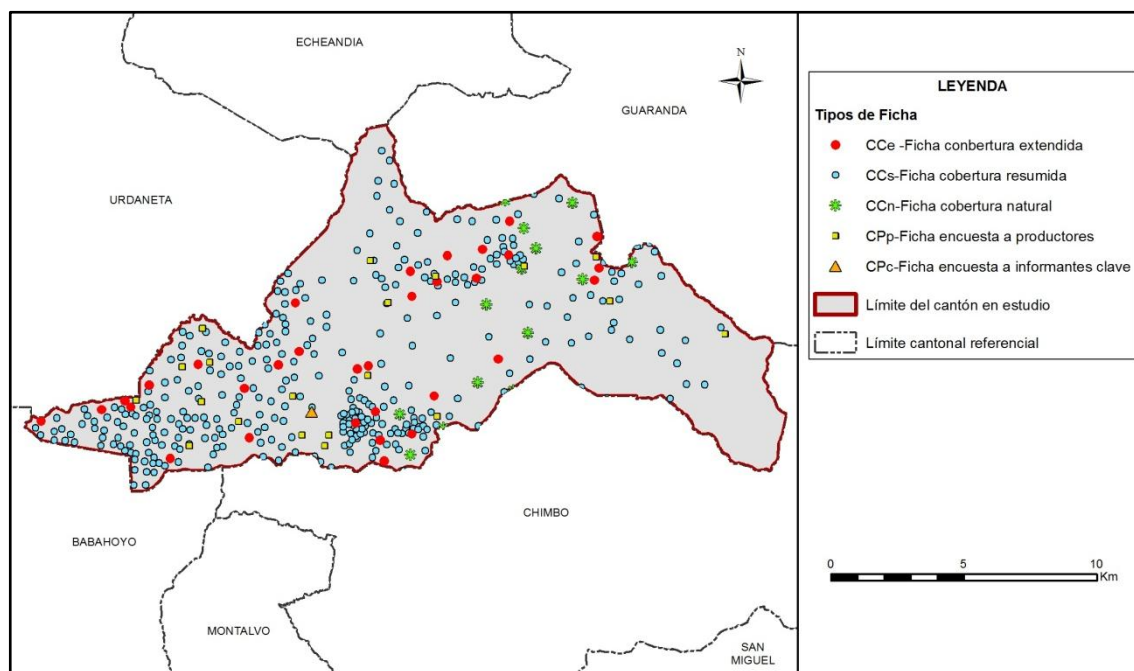 ECHEANDIA
N
GUARANDA
URDANETA
CHIMBO
BABAHOYO
MONTALVO
SAN
MIGUEL
LEYENDA
Tipos de Ficha
CCe -Ficha conbertura extendida
CCs-Ficha cobertura resumida
CCn-Ficha cobertura natural
CPp-Ficha encuesta a productores
CPc-Ficha encuesta a informantes clave
Límite del cantón en estudio
Límite cantonal referencial
0 5 10
Km